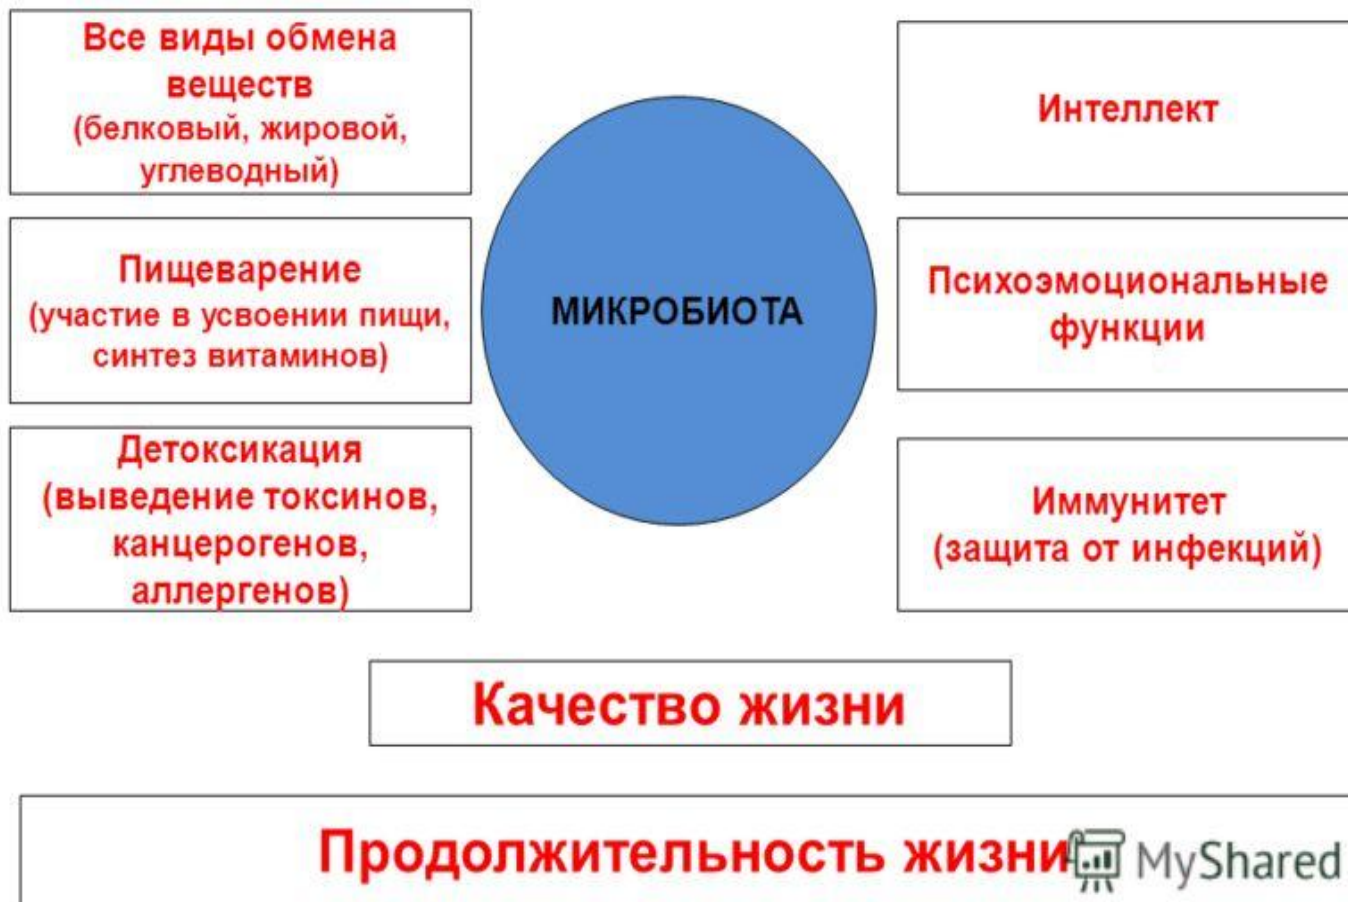 Все виды обмена
веществ
(белковый, жировой,
углеводный)
Пищеварение
(участие в усвоении пищи,
синтез витаминов)
Детоксикация
(выведение токсинов,
канцерогенов,
аллергенов)
МИКРОБИОТА
Интеллект
Психоэмоциональные
функции
Иммунитет
(защита от инфекций)
Качество жизни
Продолжительность жизни
MyShared